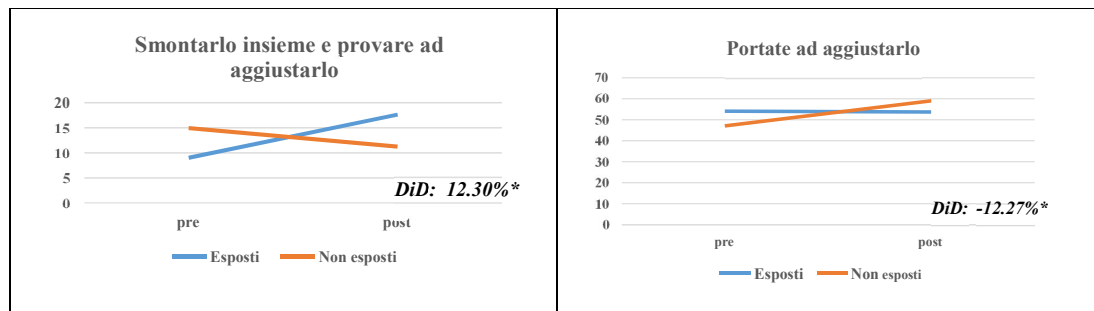 Smontarlo insieme e provare ad
aggiustarlo
20
15
10
5
0
DiD: 12.30%*
pre
post
Esposti
Non esposti
Portate ad aggiustarlo
70
60
50
40
30
20
10
0
DiD: -12.27%*
pre
post
Esposti
Non esposti